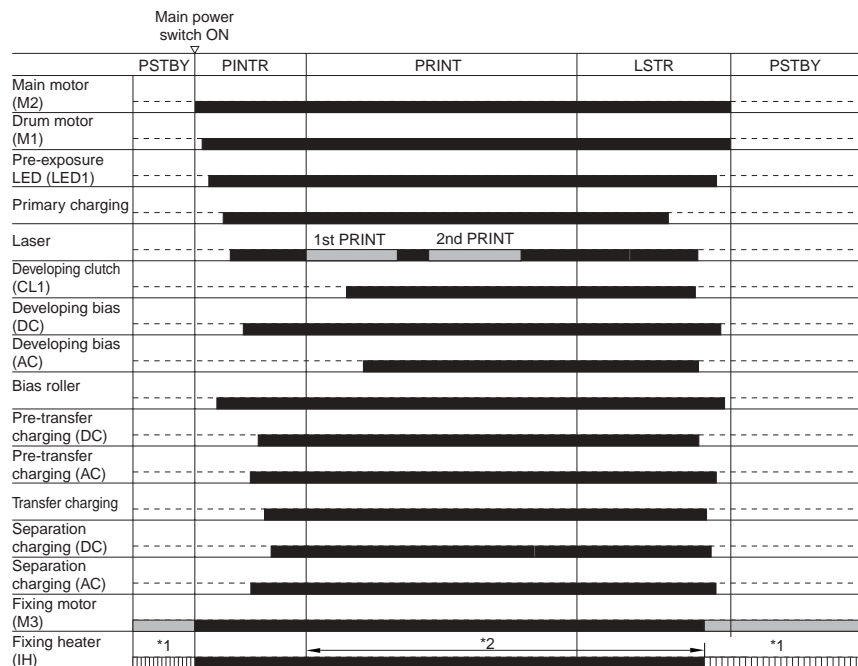 Main power
switch ON
PSTBY PINTR PRINT LSTR PSTBY
Main motor
(M2)
Drum motor
(M1)
Pre-exposure
LED (LED1)
Primary charging
Laser 1st PRINT 2nd PRINT
Developing clutch
(CL1)
Developing bias
(DC)
Developing bias
(AC)
Bias roller
Pre-transfer
charging (DC)
Pre-transfer
charging (AC)
Transfer charging
Separation
charging (DC)
Separation
charging (AC)
Fixing motor
(M3)
Fixing heater *1 *2 *1
(IH)